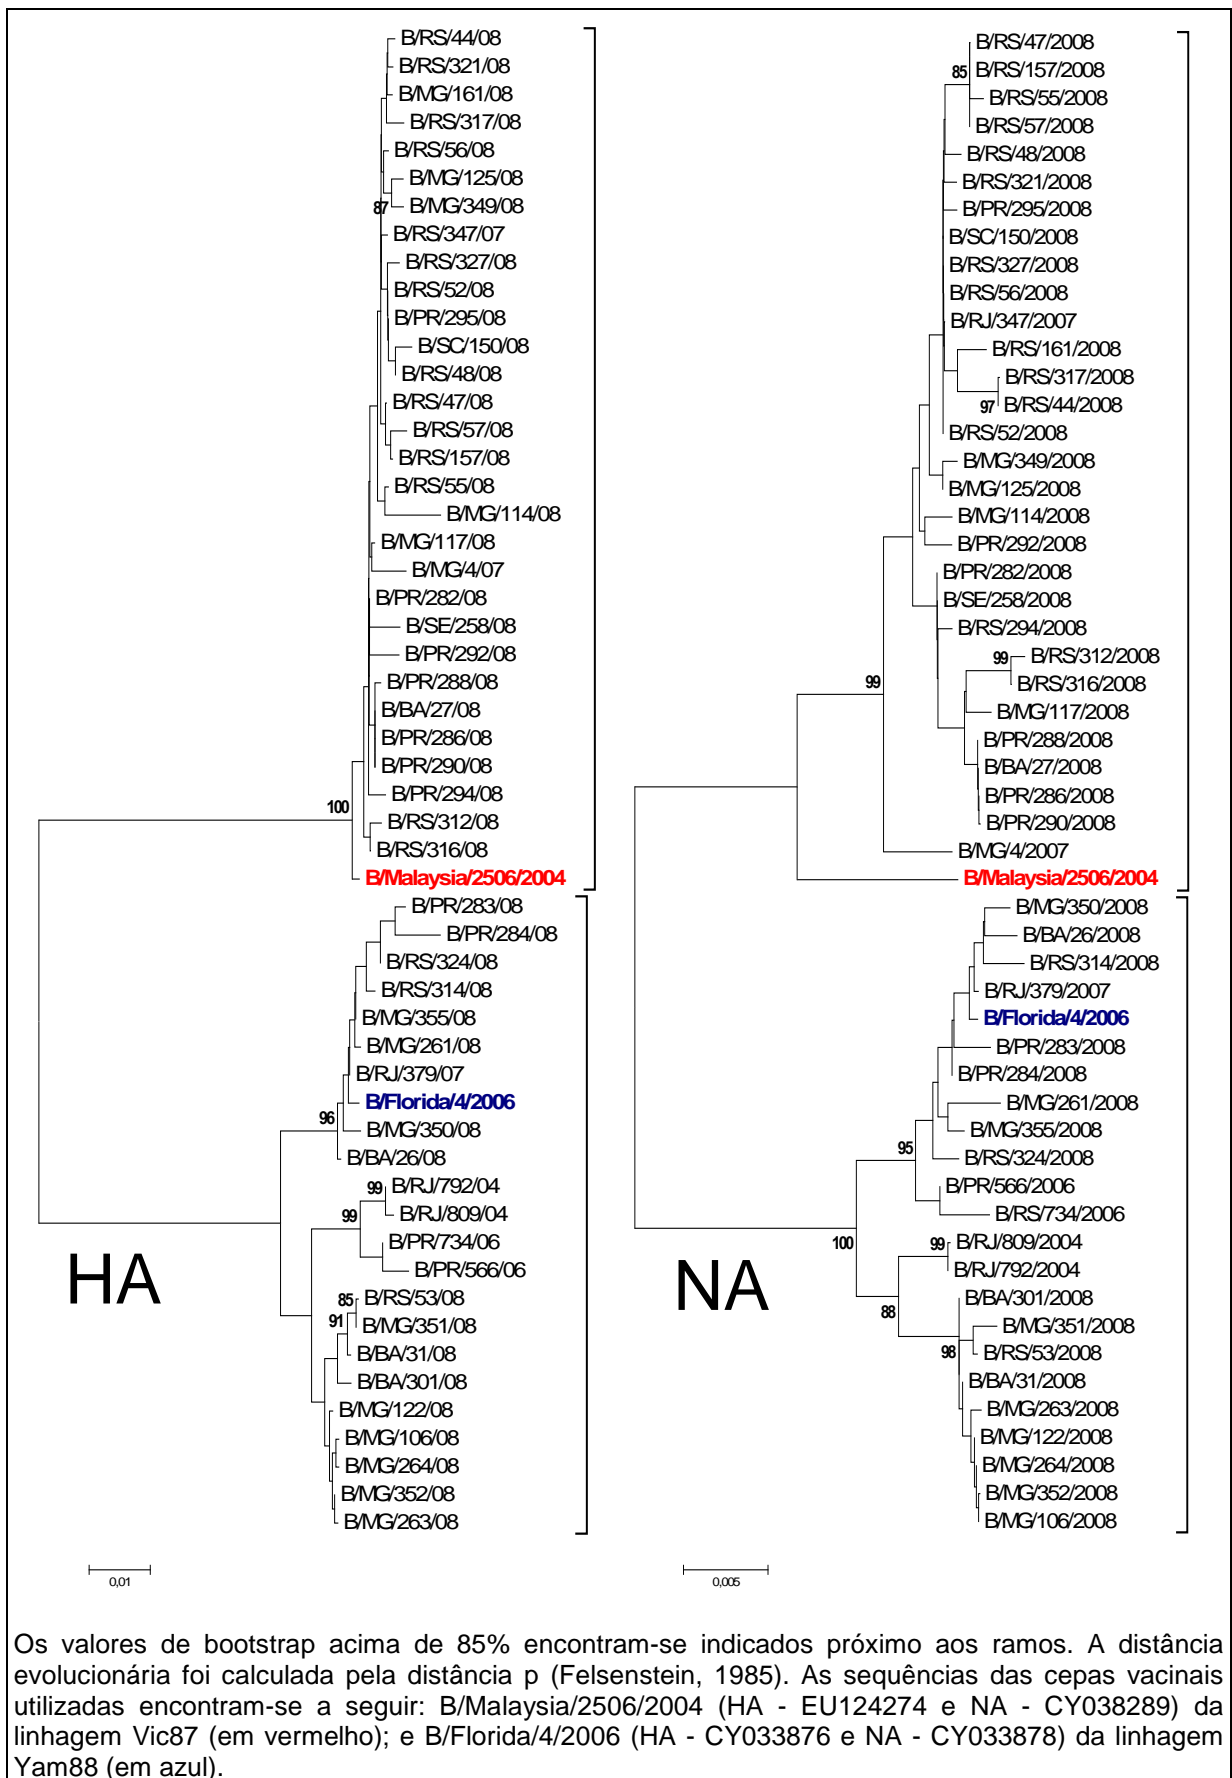 B/RS/44/08
B/RS/321/08
B/MG/161/08
B/RS/317/08
B/RS/56/08
B/MG/125/08
87
B/MG/349/08
B/RS/347/07
B/RS/327/08
B/RS/52/08
B/PR/295/08
B/SC/150/08
B/RS/48/08
B/RS/47/08
B/RS/57/08
B/RS/157/08
B/RS/55/08
B/MG/114/08
B/MG/117/08
B/MG/4/07
B/PR/282/08
B/SE/258/08
B/PR/292/08
B/PR/288/08
B/BA/27/08
B/PR/286/08
B/PR/290/08
B/PR/294/08
100
B/RS/312/08
B/RS/316/08
B/Malaysia/2506/2004
B/PR/283/08
B/PR/284/08
B/RS/324/08
B/RS/314/08
B/MG/355/08
B/MG/261/08
B/RJ/379/07
B/Florida/4/2006
96
B/MG/350/08
B/BA/26/08
99
B/RJ/792/04
99
B/RJ/809/04
B/PR/734/06
B/PR/566/06
HA
85
B/RS/53/08
91
B/MG/351/08
B/BA/31/08
B/BA/301/08
B/MG/122/08
B/MG/106/08
B/MG/264/08
B/MG/352/08
B/MG/263/08
0,01
B/RS/47/2008
85
B/RS/157/2008
B/RS/55/2008
B/RS/57/2008
B/RS/48/2008
B/RS/321/2008
B/PR/295/2008
B/SC/150/2008
B/RS/327/2008
B/RS/56/2008
B/RJ/347/2007
B/RS/161/2008
B/RS/317/2008
97
B/RS/44/2008
B/RS/52/2008
B/MG/349/2008
B/MG/125/2008
B/MG/114/2008
B/PR/292/2008
B/PR/282/2008
B/SE/258/2008
B/RS/294/2008
99
B/RS/312/2008
99
B/RS/316/2008
B/MG/117/2008
B/PR/288/2008
B/BA/27/2008
B/PR/286/2008
B/PR/290/2008
B/MG/4/2007
B/Malaysia/2506/2004
B/MG/350/2008
B/BA/26/2008
B/RS/314/2008
B/RJ/379/2007
B/Florida/4/2006
B/PR/283/2008
B/PR/284/2008
B/MG/261/2008
B/MG/355/2008
95
B/RS/324/2008
B/PR/566/2006
B/RS/734/2006
100
99
B/RJ/809/2004
B/RJ/792/2004
NA
88
B/BA/301/2008
B/MG/351/2008
98
B/RS/53/2008
B/BA/31/2008
B/MG/263/2008
B/MG/122/2008
B/MG/264/2008
B/MG/352/2008
B/MG/106/2008
0,005
Os valores de bootstrap acima de 85% encontram-se indicados próximo aos ramos. A distância
evolucionária foi calculada pela distância p (Felsenstein, 1985). As sequências das cepas vacinais
utilizadas encontram-se a seguir: B/Malaysia/2506/2004 (HA - EU124274 e NA - CY038289) da
linhagem Vic87 (em vermelho); e B/Florida/4/2006 (HA - CY033876 e NA - CY033878) da linhagem
Yam88 (em azul).